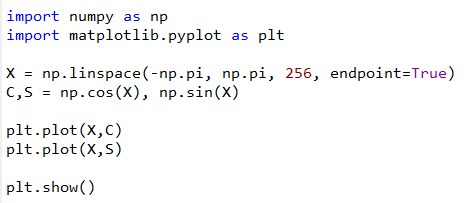 import numpy as np
import matplotlib.pyplot as plt
X = np.linspace(-np.pi, np.pi, 256, endpoint=True)
C,S = np.cos(X), np.sin(X)
plt.plot(X,C)
plt.plot(X,S)
plt.show()